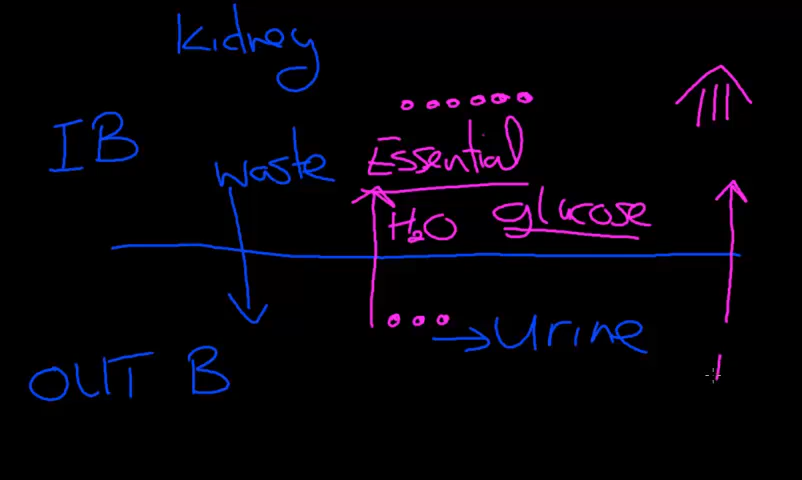 Kidney
IB
Waste
Essential
H2O glucose
Urine
OUT B